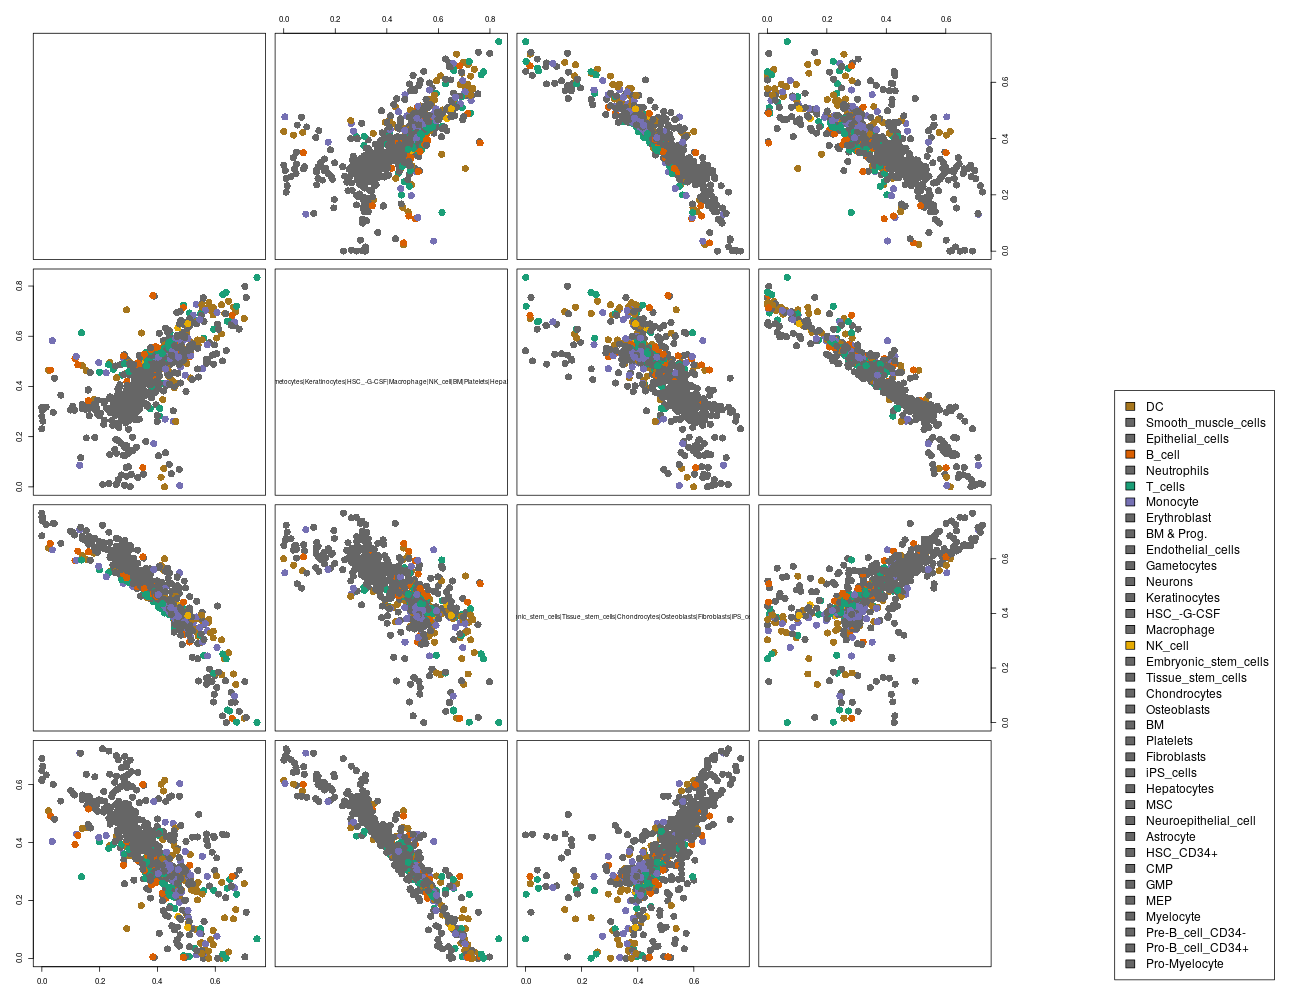 0.0 0.2 0.4 0.6 0.8
0.0 0.2 0.4 0.6
0.6
0.4
0.2
0.0
0.8
0.6
0.4
0.2
0.0
netocytes|Keratinocytes|HSC_-G-CSF|Macrophage|NK_cell|BM|Platelets|Hepa
0.6
0.4
0.2
0.0
nic_stem_cells|Tissue_stem_cells|Chondrocytes|Osteoblasts|Fibroblasts|iPS_ce
0.6
0.4
0.2
0.0
0.0 0.2 0.4 0.6
0.0 0.2 0.4 0.6
DC
Smooth_muscle_cells
Epithelial_cells
B_cell
Neutrophils
T_cells
Monocyte
Erythroblast
BM & Prog.
Endothelial_cells
Gametocytes
Neurons
Keratinocytes
HSC_-G-CSF
Macrophage
NK_cell
Embryonic_stem_cells
Tissue_stem_cells
Chondrocytes
Osteoblasts
BM
Platelets
Fibroblasts
iPS_cells
Hepatocytes
MSC
Neuroepithelial_cell
Astrocyte
HSC_CD34+
CMP
GMP
MEP
Myelocyte
Pre-B_cell_CD34-
Pro-B_cell_CD34+
Pro-Myelocyte